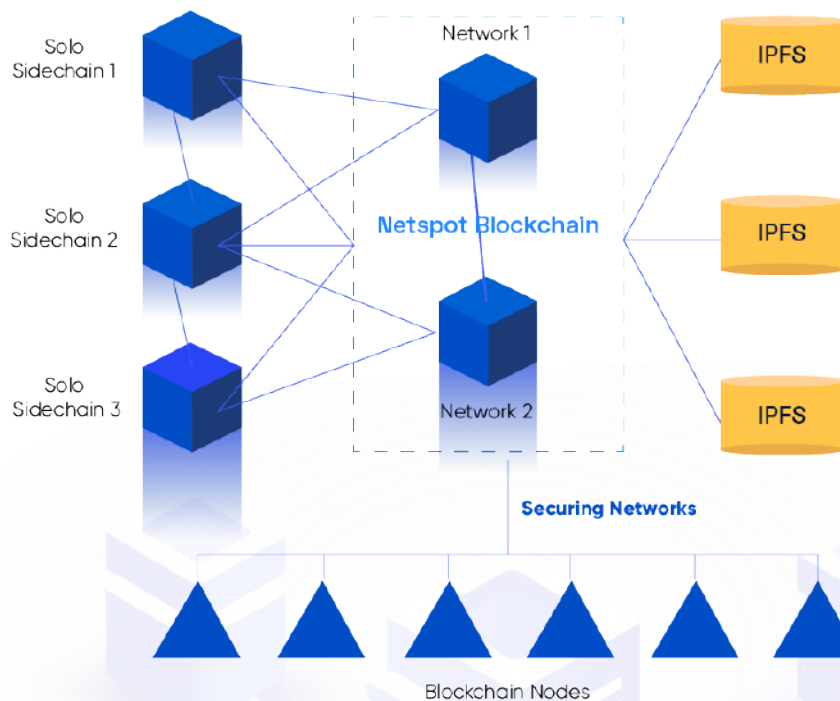 Solo
Sidechain 1
Network 1
IPFS
Solo
Sidechain 2
Netspot Blockchain
IPFS
Solo
Sidechain 3
Network 2
IPFS
Securing Networks
Blockchain Nodes